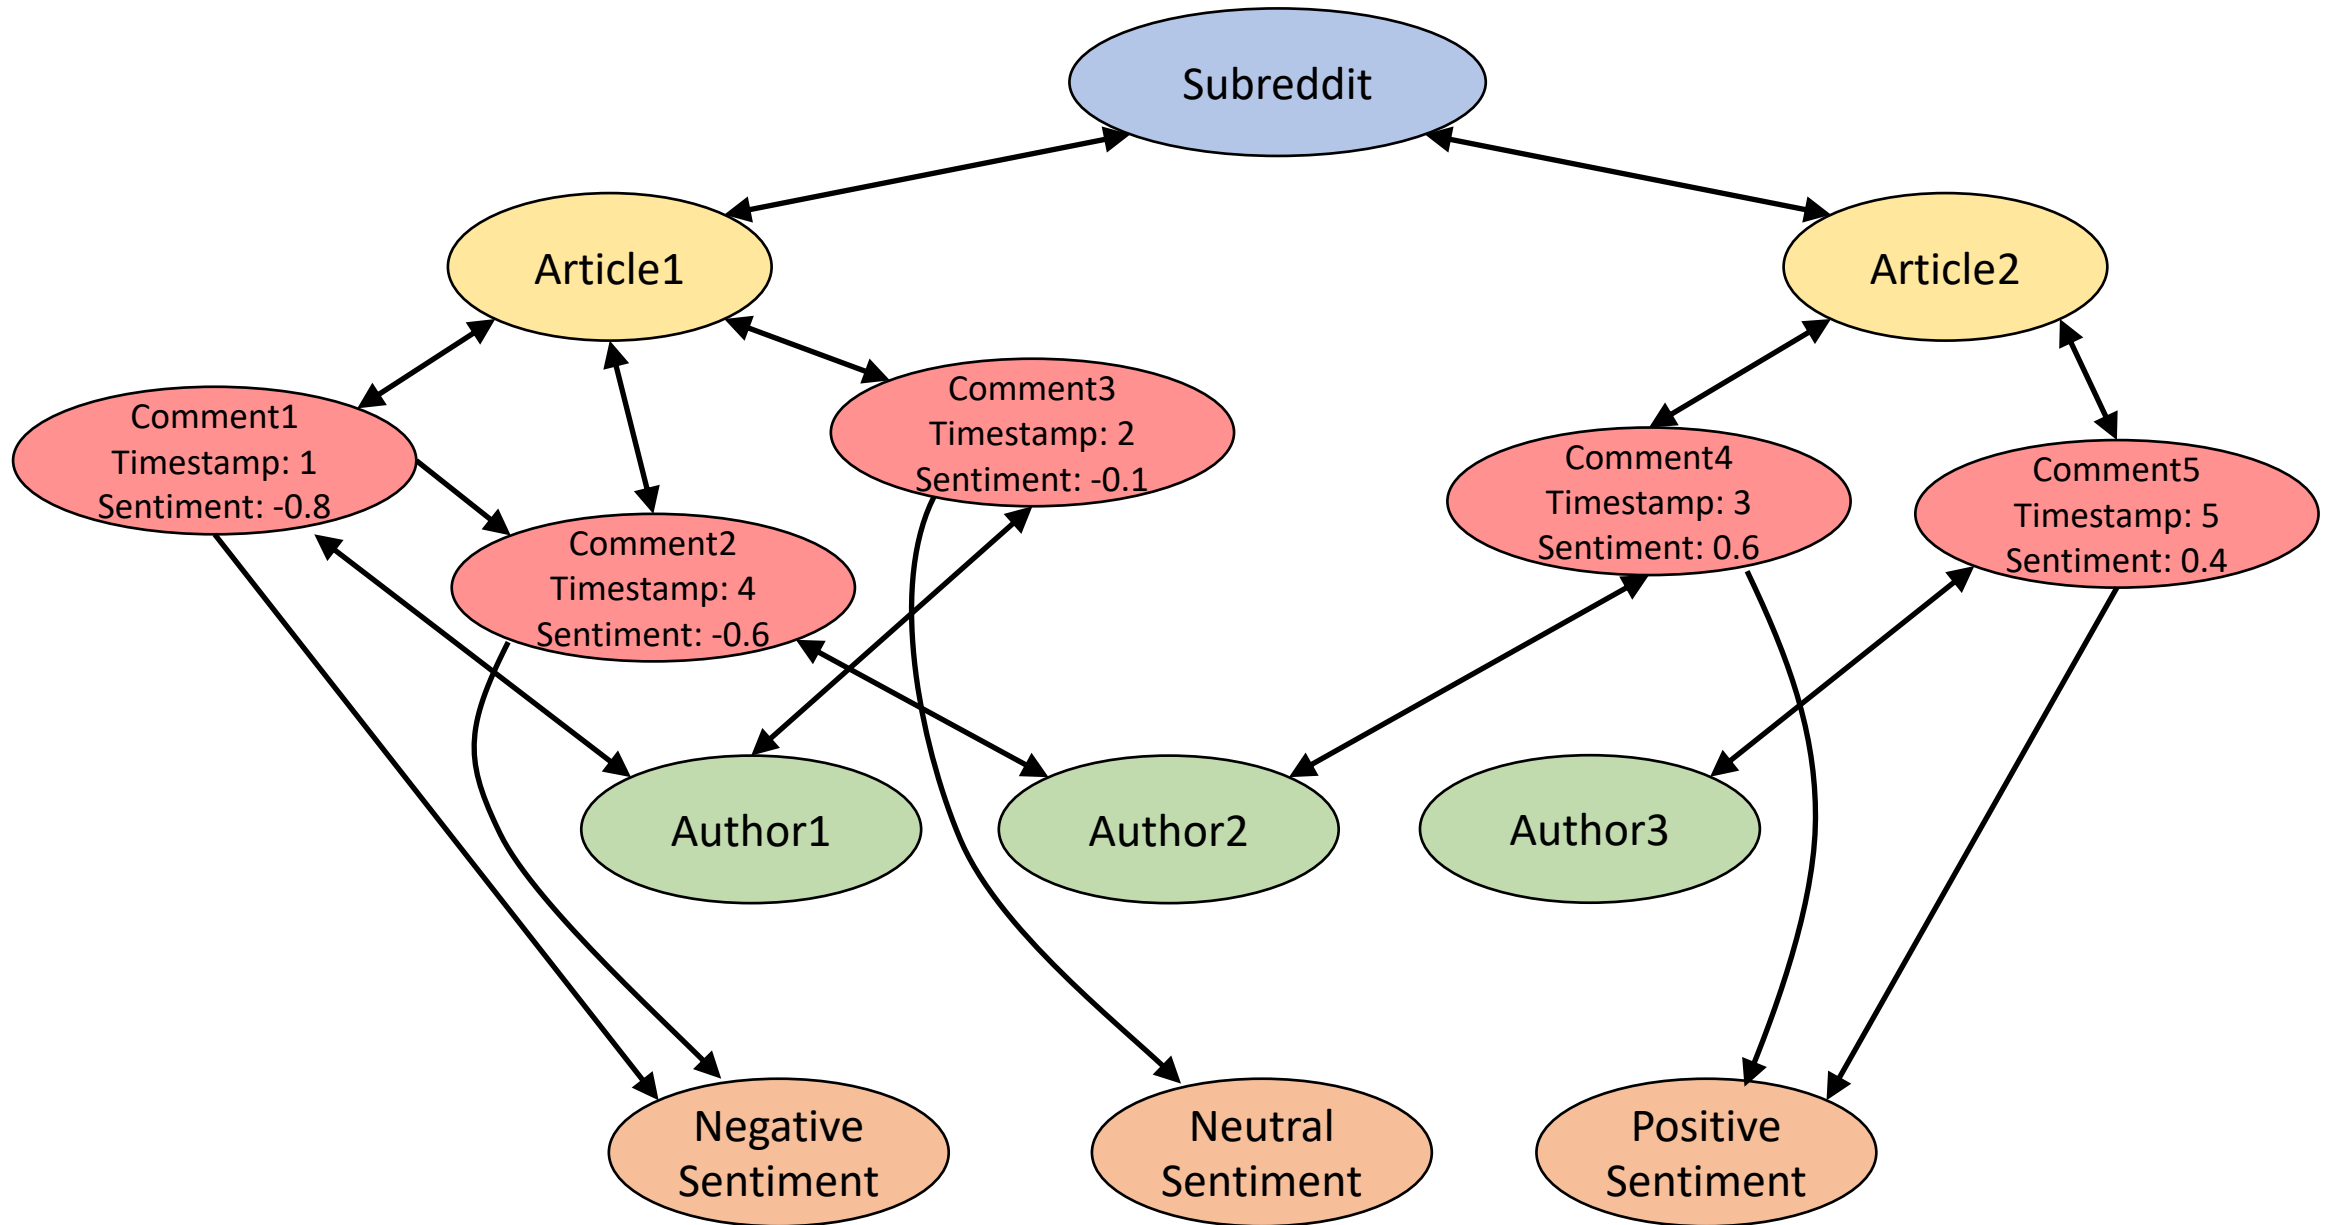 Subreddit
Article1
Article2
Comment1
Timestamp: 1
Sentiment: -0.8
Comment2
Timestamp: 4
Sentiment: -0.6
Comment3
Timestamp: 2
Sentiment: -0.1
Comment4
Timestamp: 3
Sentiment: 0.6
Comment5
Timestamp: 5
Sentiment: 0.4
Author1
Author2
Author3
Negative
Sentiment
Neutral
Sentiment
Positive
Sentiment